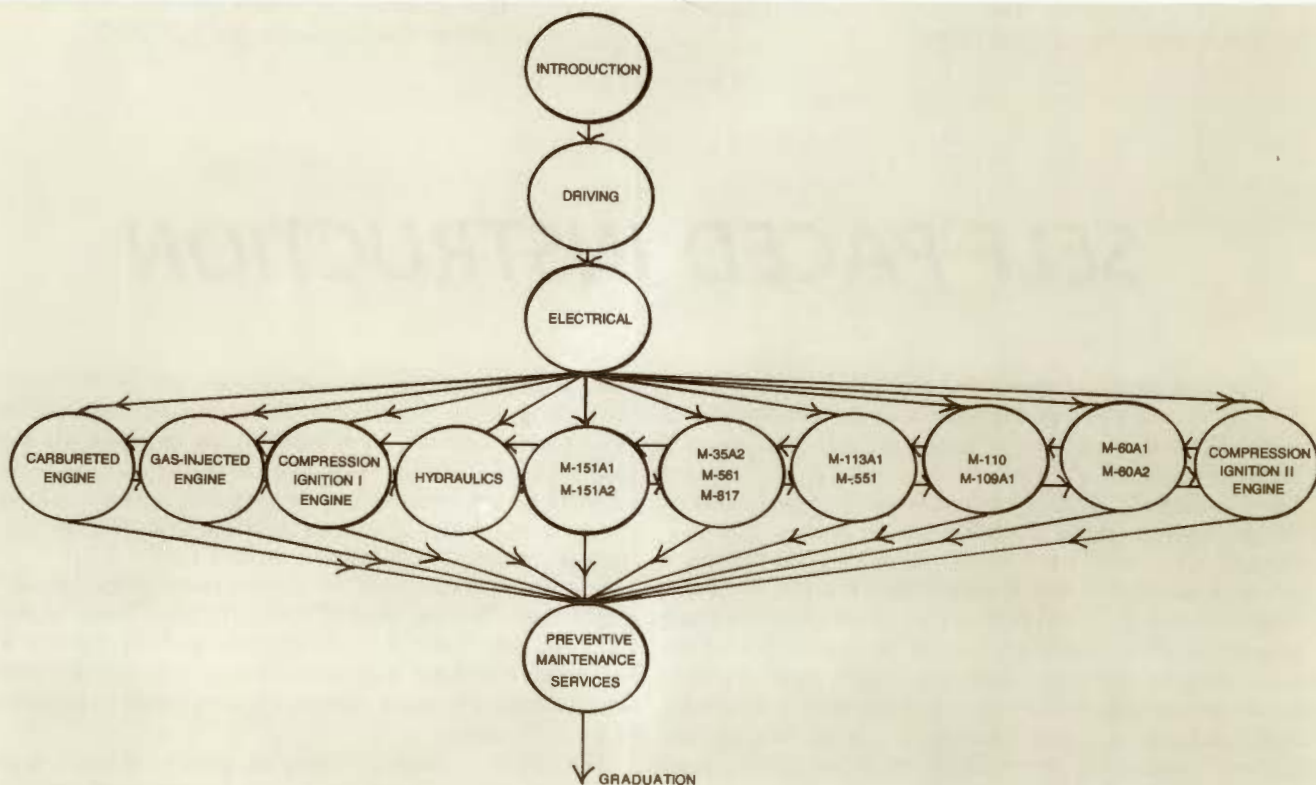 INTRODUCTION
DRIVING
SELF PACED INSTRUCTION
ELECTRICAL
CARBURETED
ENGINE
GAS-INJECTED
ENGINE
COMPRESSION
IGNITION I
ENGINE
HYDRAULICS
M-151A1
M-151A2
M-35A2
M-561
M-817
M-113A1
M-551
M-110
M-109A1
M-60A1
M-60A2
COMPRESSION
IGNITION II
ENGINE
PREVENTIVE
MAINTENANCE
SERVICES
GRADUATION